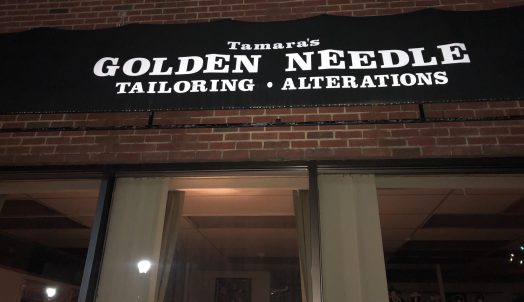 Tamara's
GOLDEN NEEDLE
TAILORING • ALTERATIONS